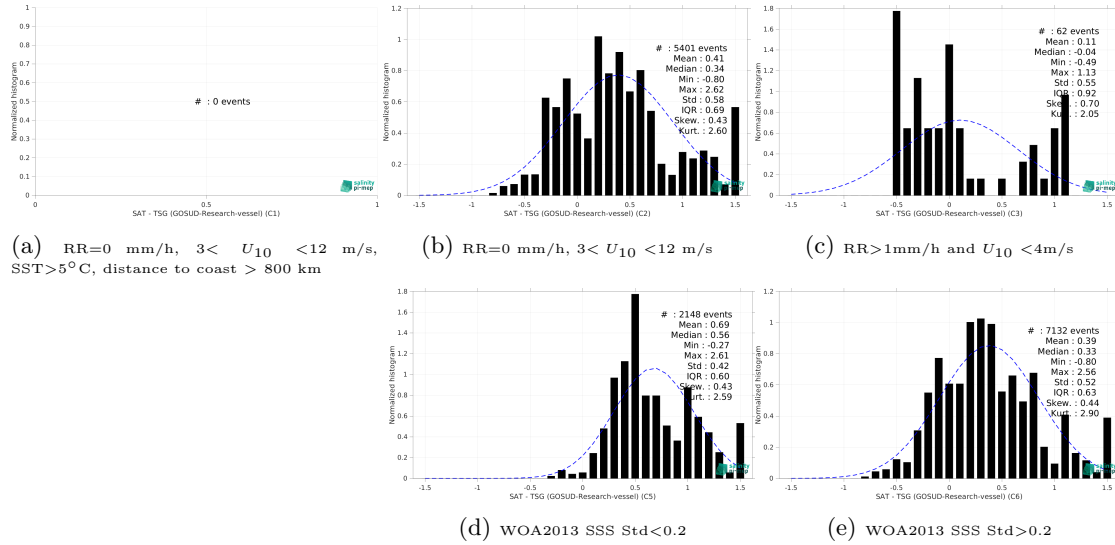 1
0.9
0.8
0.7
0.6
0.5
0.4
0.3
0.2
0.1
0
0
0.5
1
Normalized histogram
# : 0 events
salinity
pi-mep
SAT - TSG (GOSUD-Research-vessel) (C1)
(a) RR=0 mm/h, 3< U10 <12 m/s,
SST>5°C, distance to coast > 800 km
1.2
1
0.8
0.6
0.4
0.2
0
-1.5
-1
-0.5
0
0.5
1
1.5
Normalized histogram
# : 5401 events
Mean : 0.41
Median : 0.34
Min : -0.80
Max : 2.62
Std : 0.58
IQR : 0.69
Skew. : 0.43
Kurt. : 2.60
SAT - TSG (GOSUD-Research-vessel) (C2)
(b) RR=0 mm/h, 3< U10 <12 m/s
1.8
1.6
1.4
1.2
1
0.8
0.6
0.4
0.2
0
-1.5
-1
-0.5
0
0.5
1
1.5
Normalized histogram
# : 62 events
Mean : 0.11
Median : -0.04
Min : -0.49
Max : 1.13
Std : 0.55
IQR : 0.92
Skew. : 0.70
Kurt. : 2.05
salinity
pi-mep
SAT - TSG (GOSUD-Research-vessel) (C3)
(c) RR>1mm/h and U10 <4m/s
1.8
1.6
1.4
1.2
1
0.8
0.6
0.4
0.2
0
-1.5
-1
-0.5
0
0.5
1
1.5
Normalized histogram
# : 2148 events
Mean : 0.69
Median : 0.56
Min : -0.27
Max : 2.61
Std : 0.42
IQR : 0.60
Skew. : 0.43
Kurt. : 2.59
SAT - TSG (GOSUD-Research-vessel) (C5)
(d) WOA2013 SSS Std<0.2
1.2
1
0.8
0.6
0.4
0.2
0
-1.5
-1
-0.5
0
0.5
1
1.5
Normalized histogram
# : 7132 events
Mean : 0.39
Median : 0.33
Min : -0.80
Max : 2.56
Std : 0.52
IQR : 0.63
Skew. : 0.44
Kurt. : 2.90
SAT - TSG (GOSUD-Research-vessel) (C6)
(e) WOA2013 SSS Std>0.2